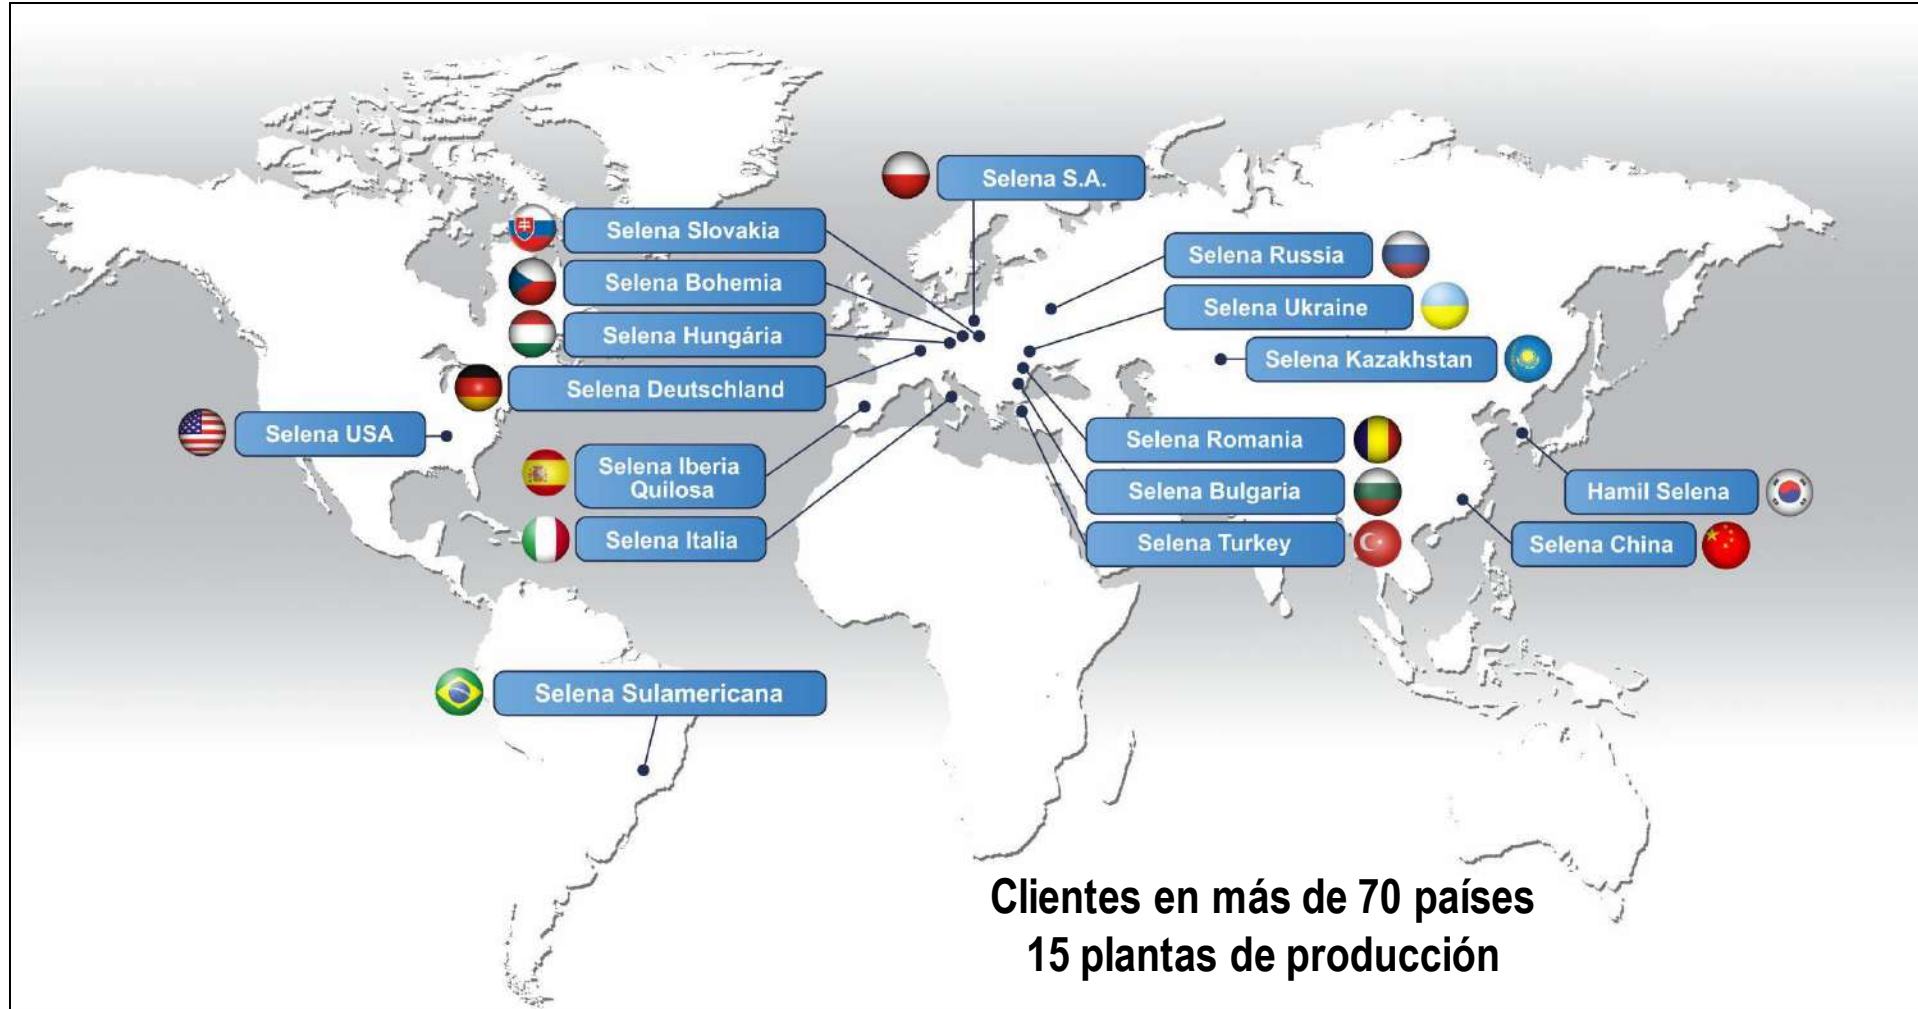 Selena S.A.
Selena Slovakia
Selena Russia
Selena Bohemia
Selena Ukraine
Selena Hungária
Selena Kazakhstan
Selena Deutschland
Selena USA
Selena Romania
Selena Iberia
Quilosa
Selena Bulgaria
Hamil Selena
Selena Italia
Selena Turkey
Selena China
Selena Sulamericana
Clientes en más de 70 países
15 plantas de producción